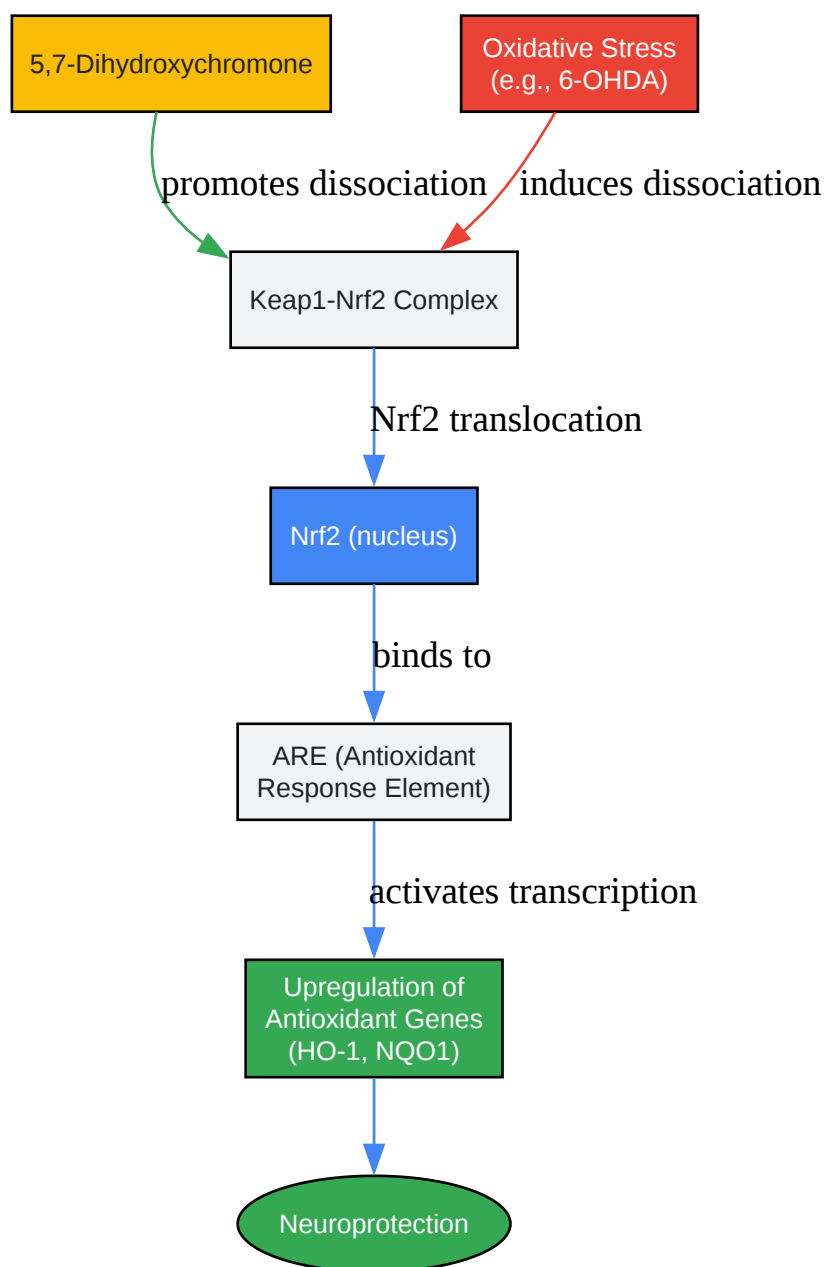 5,7-Dihydroxychromone
Oxidative Stress
(e.g., 6-OHDA)
promotes dissociation
induces dissociation
Keap1-Nrf2 Complex
Nrf2 translocation
Nrf2 (nucleus)
binds to
ARE (Antioxidant
Response Element)
activates transcription
Upregulation of
Antioxidant Genes
(HO-1, NQO1)
Neuroprotection